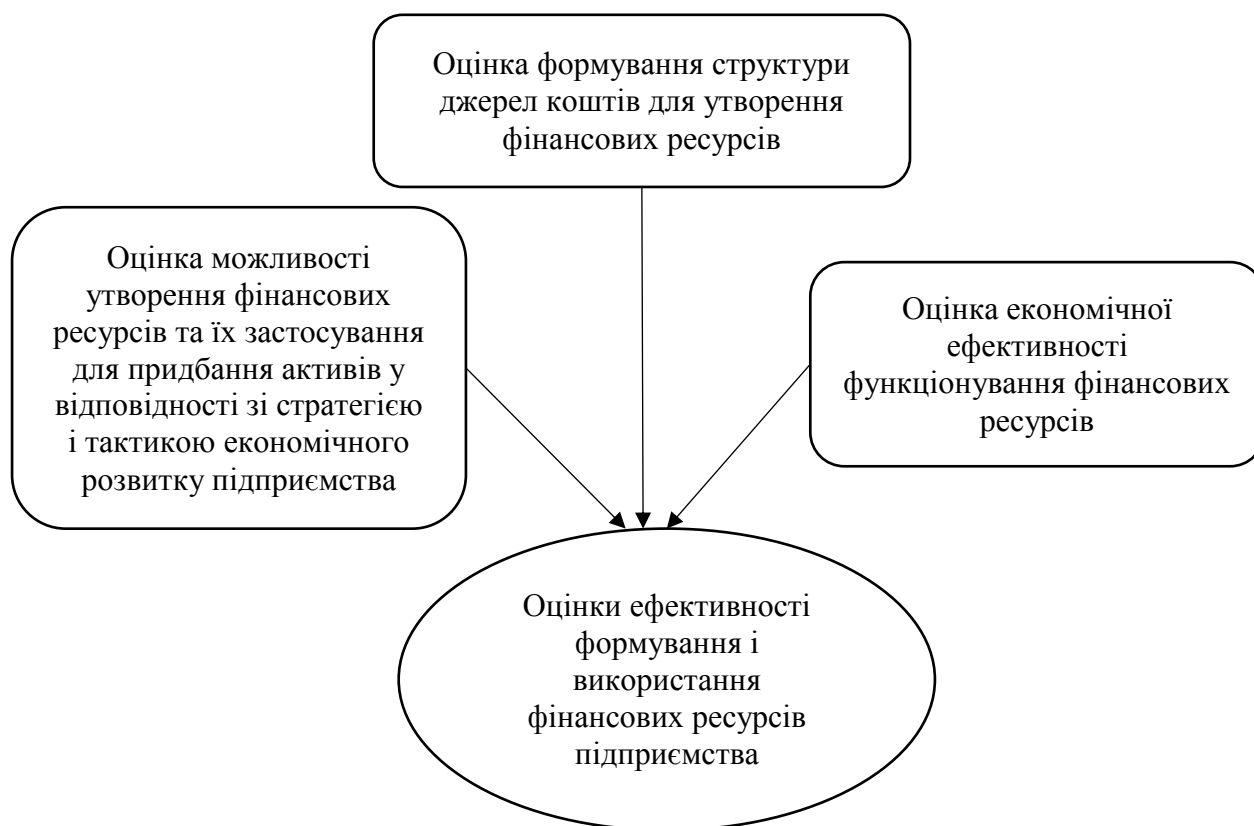 Оцінка формування структури
джерел коштів для утворення
фінансових ресурсів
Оцінка можливості
утворення фінансових
ресурсів та їх застосування
для придбання активів у
відповідності зі стратегією
і тактикою економічного
розвитку підприємства
Оцінка економічної
ефективності
функціонування фінансових
ресурсів
Оцінки ефективності
формування і
використання
фінансових ресурсів
підприємства